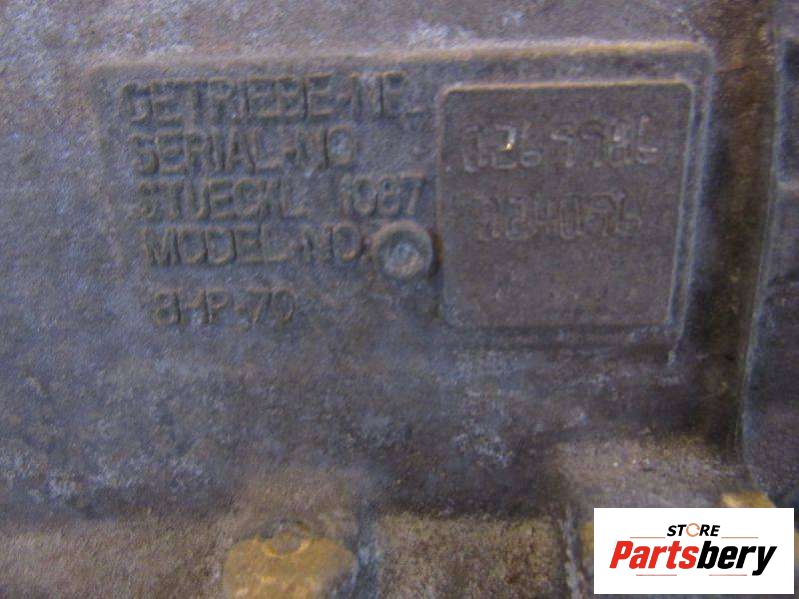 GETRIEBE-NR.
SERIAL-NO
STUECKL. 1087
MODEL-NO.
8HP-70
STORE
Partsbery